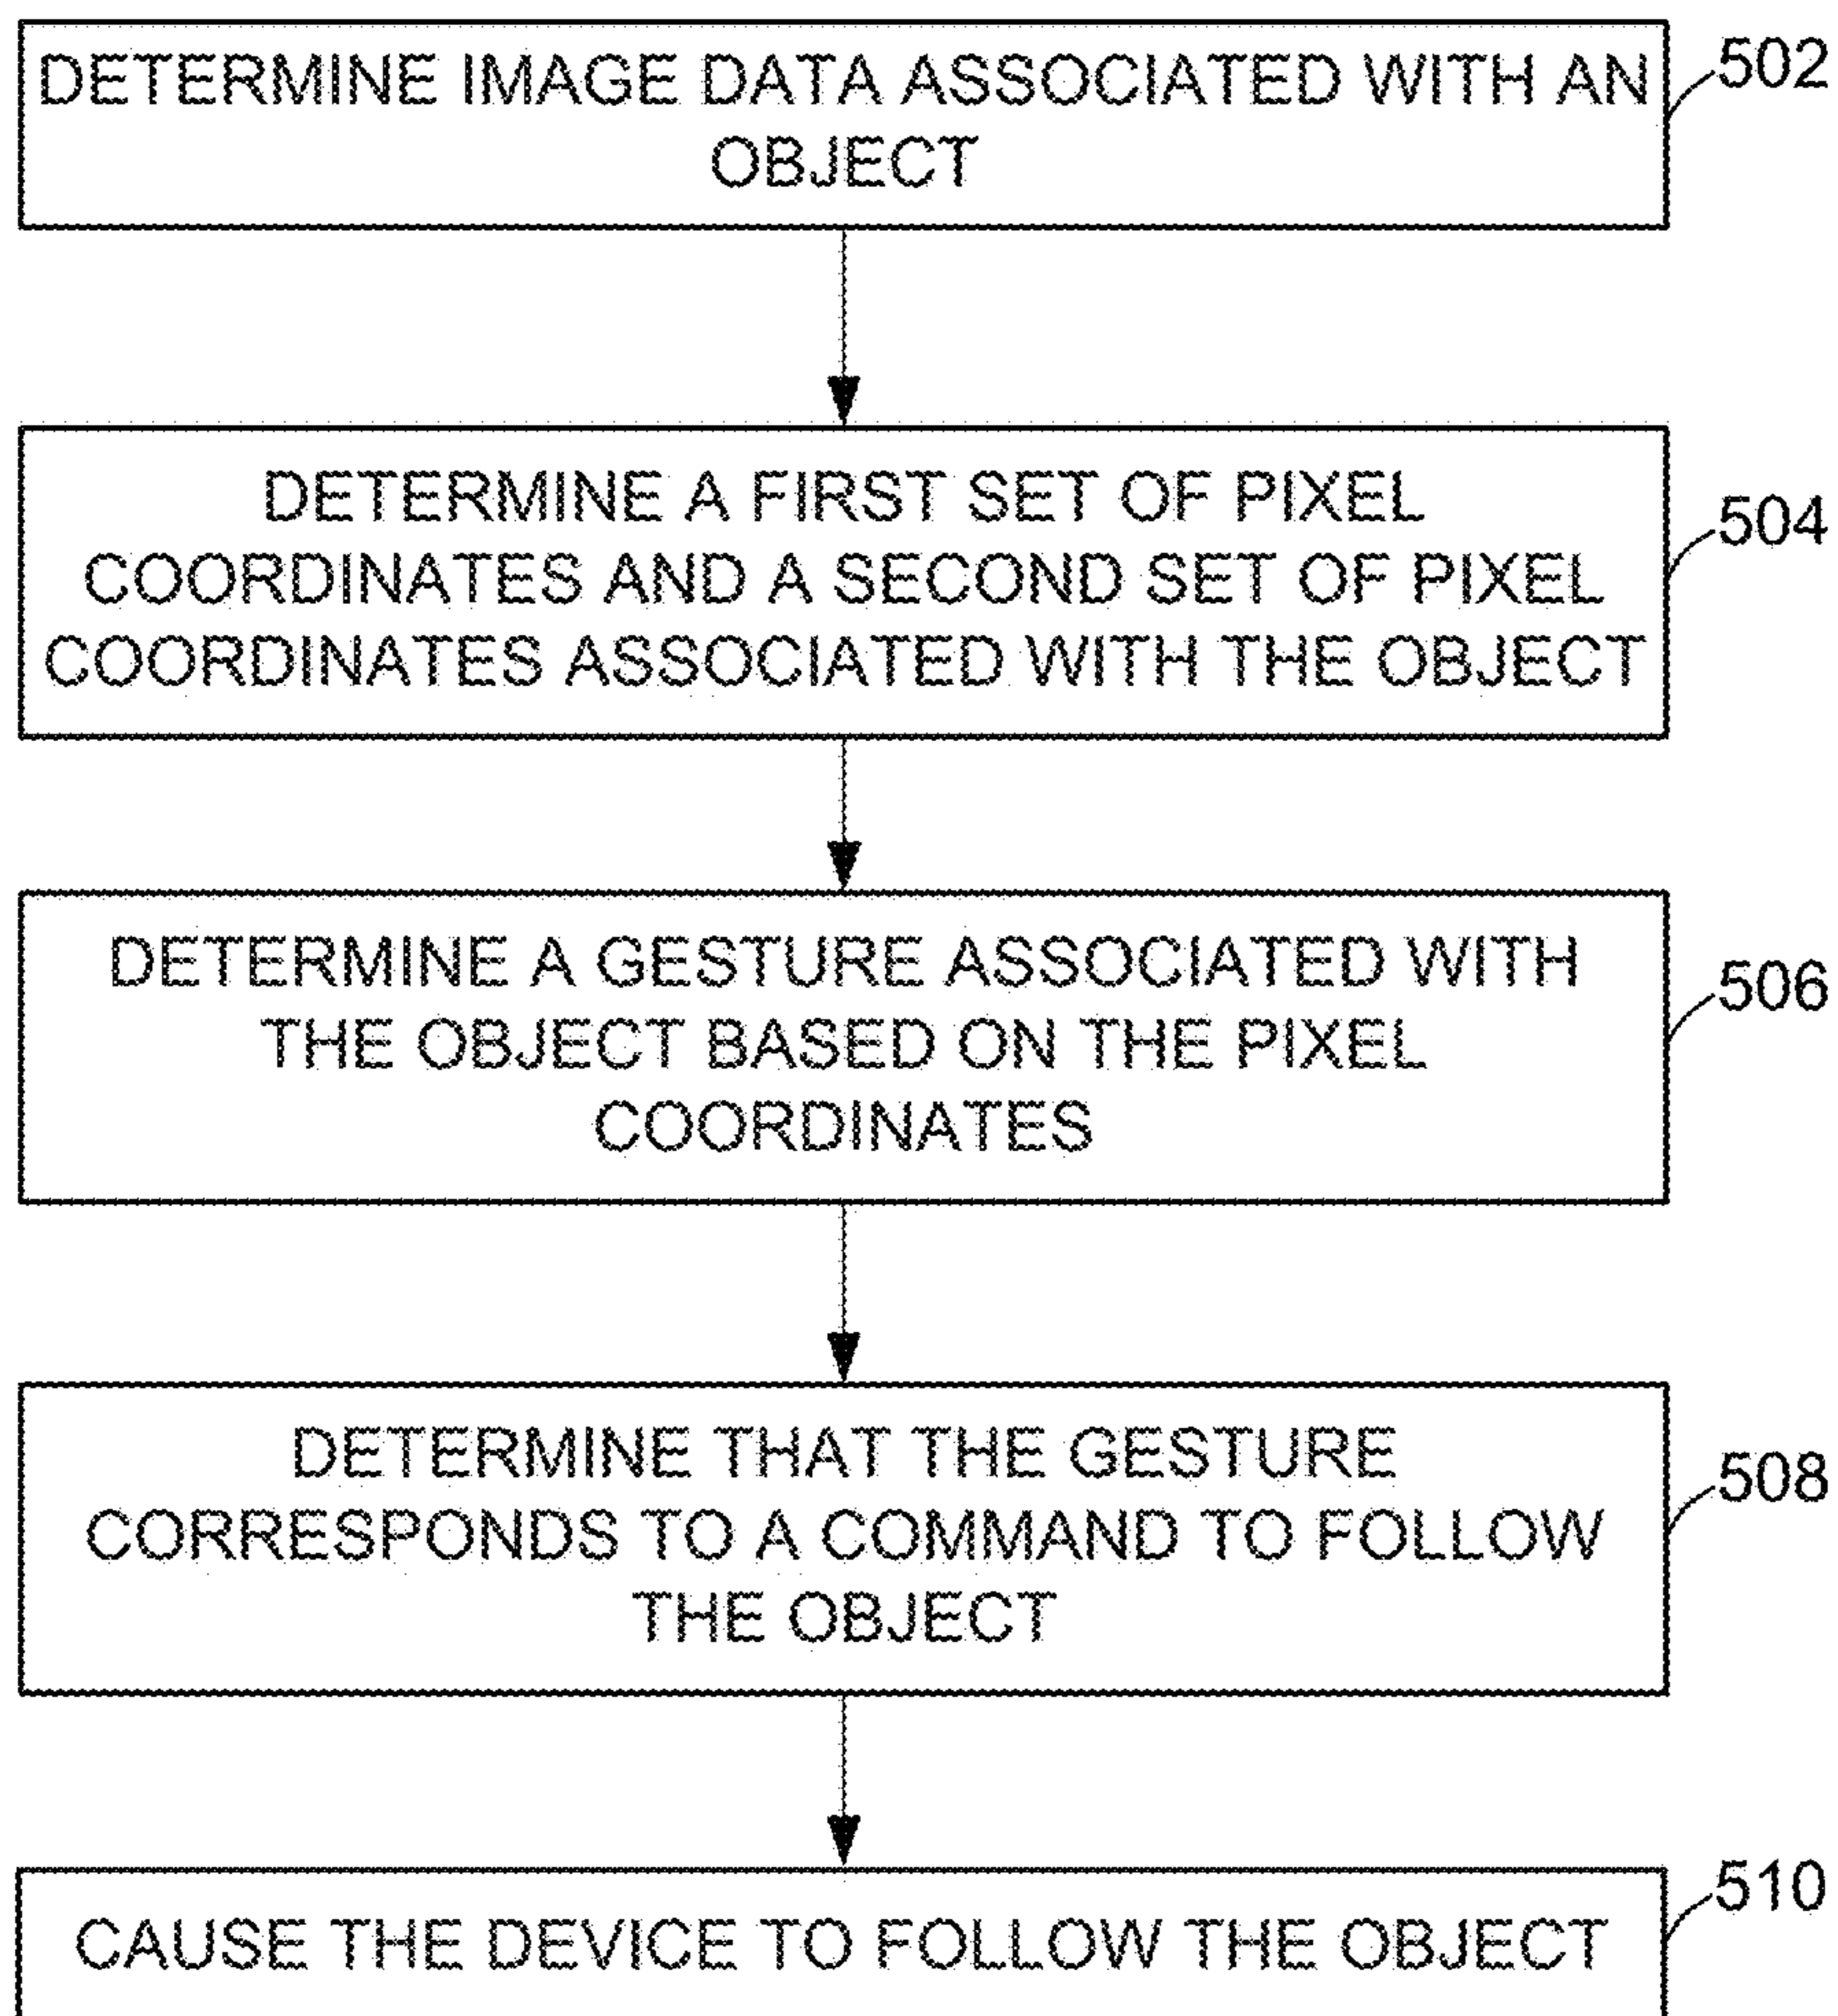 DETERMINE IMAGE DATA ASSOCIATED WITH AN
OBJECT
502
DETERMINE A FIRST SET OF PIXEL
COORDINATES AND A SECOND SET OF PIXEL
COORDINATES ASSOCIATED WITH THE OBJECT
504
DETERMINE A GESTURE ASSOCIATED WITH
THE OBJECT BASED ON THE PIXEL
COORDINATES
506
DETERMINE THAT THE GESTURE
CORRESPONDS TO A COMMAND TO FOLLOW
THE OBJECT
508
CAUSE THE DEVICE TO FOLLOW THE OBJECT
510